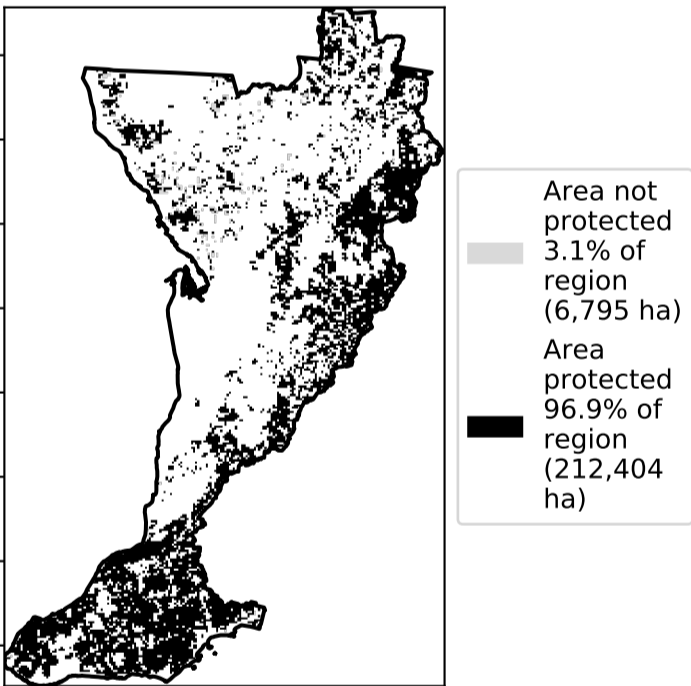 Area not
protected
3.1% of
region
(6,795 ha)
Area
protected
96.9% of
region
(212,404
ha)